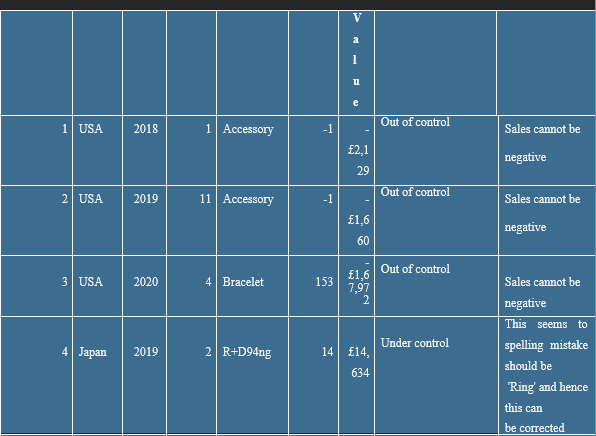 Value
1 USA 2018 1 Accessory -1 -£2,129 Out of control Sales cannot be negative
2 USA 2019 11 Accessory -1 -£1,660 Out of control Sales cannot be negative
3 USA 2020 4 Bracelet 153 -£1,67,972 Out of control Sales cannot be negative
4 Japan 2019 2 R+D94ng 14 £14,634 Under control This seems to spelling mistake should be 'Ring' and hence this can be corrected